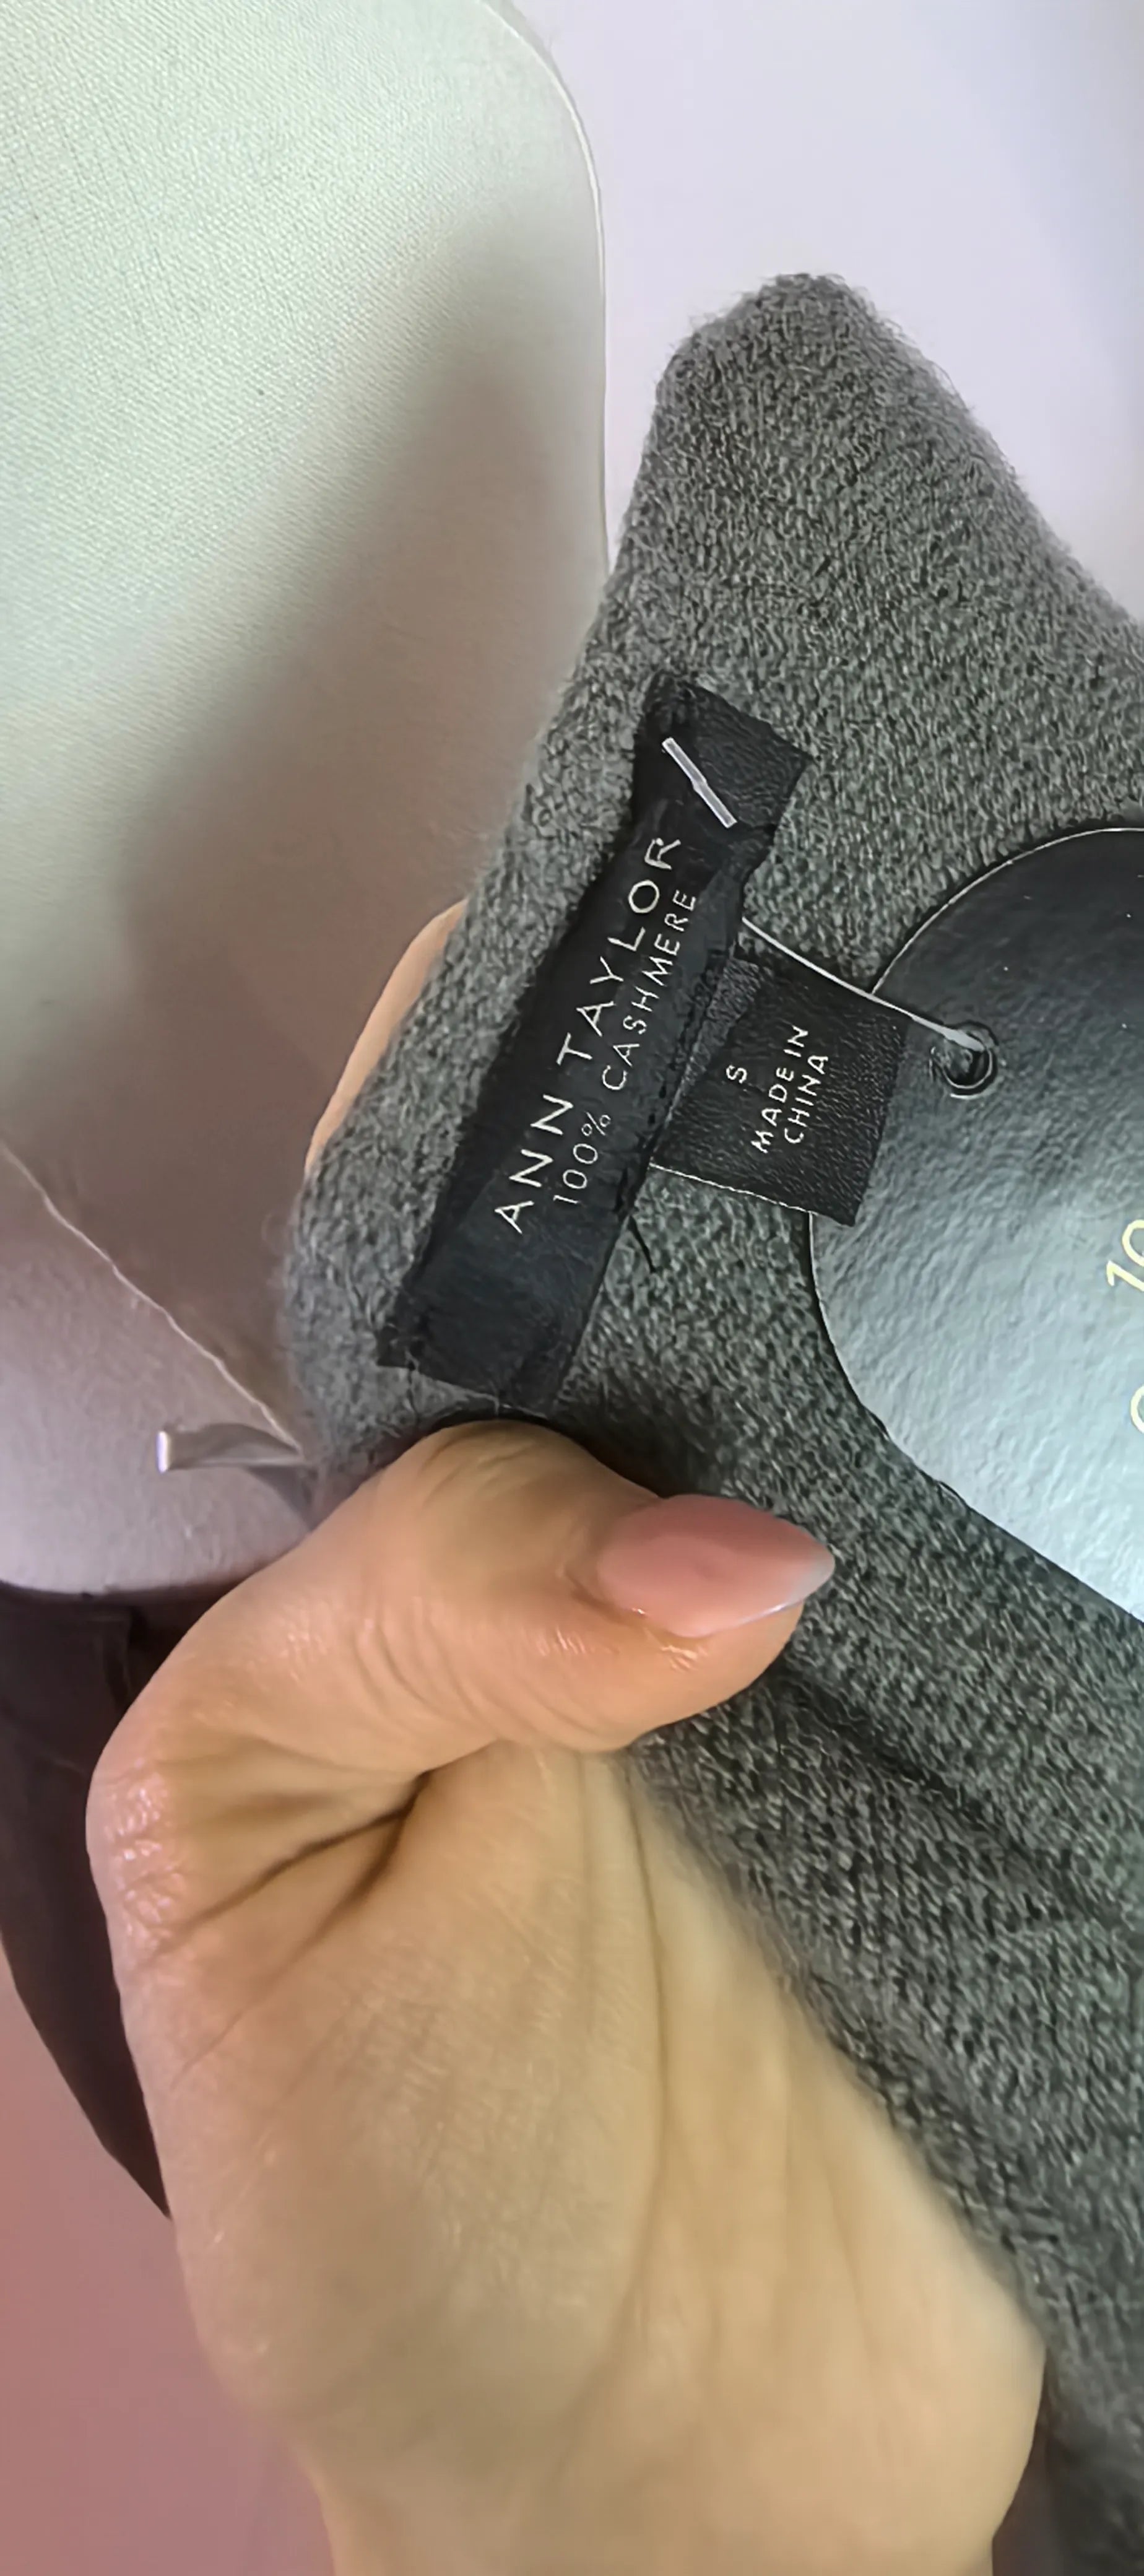 ANN TAYLOR
100% CASHMERE
S
MADE IN
CHINA